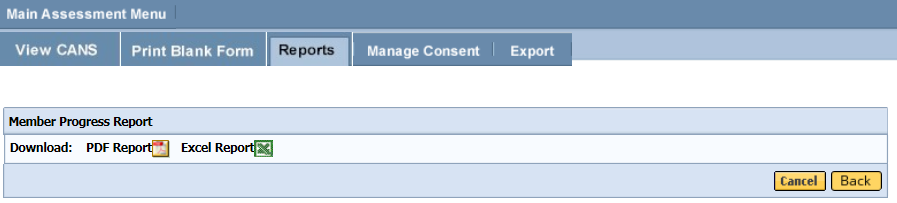 Main Assessment Menu
View CANS Print Blank Form Reports Manage Consent Export
Member Progress Report
Download: PDF Report Excel Report
Cancel Back